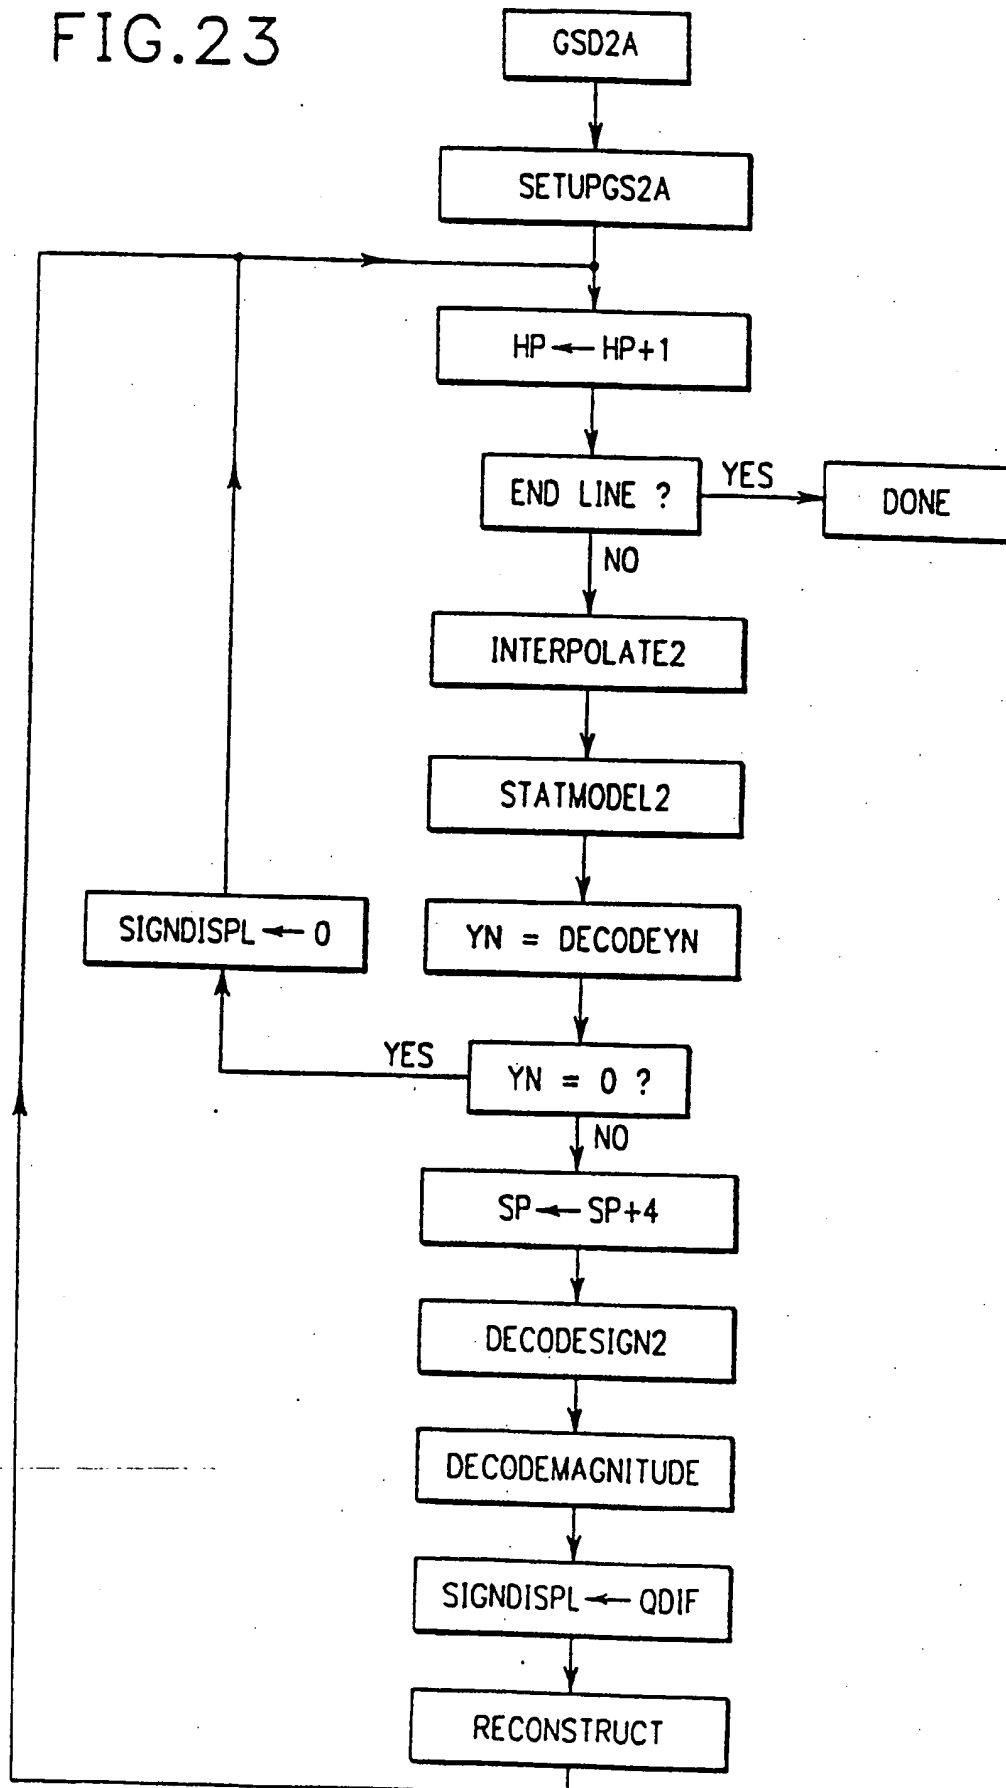 FIG.23
GSD2A
SETUPGS2A
HP ← HP+1
END LINE ?
YES
DONE
NO
INTERPOLATE2
STATMODEL2
SIGNDISPL ← 0
YN = DECODEYN
YES
YN = 0 ?
NO
SP ← SP+4
DECODESIGN2
DECODEMAGNITUDE
SIGNDISPL ← QDIF
RECONSTRUCT